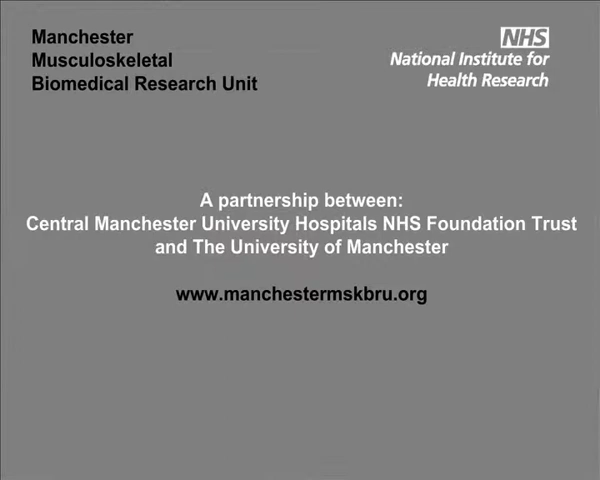 Manchester
Musculoskeletal
Biomedical Research Unit
NHS
National Institute for
Health Research
A partnership between:
Central Manchester University Hospitals NHS Foundation Trust
and The University of Manchester
www.manchestermskbru.org